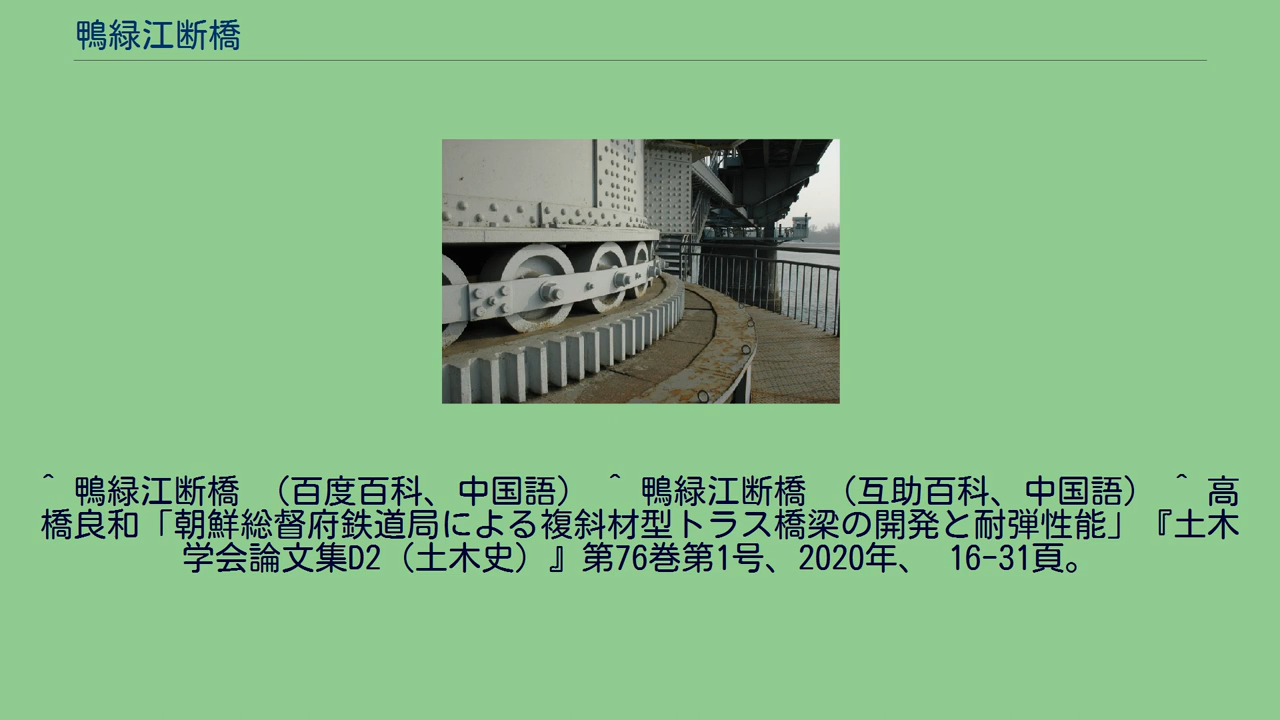 鴨緑江断橋
^ 鴨緑江断橋 （百度百科、中国語） ^ 鴨緑江断橋 （互助百科、中国語） ^ 高
橋良和「朝鮮総督府鉄道局による複斜材型トラス橋梁の開発と耐弾性能」『土木
学会論文集D2（土木史）』第76巻第1号、2020年、 16-31頁。